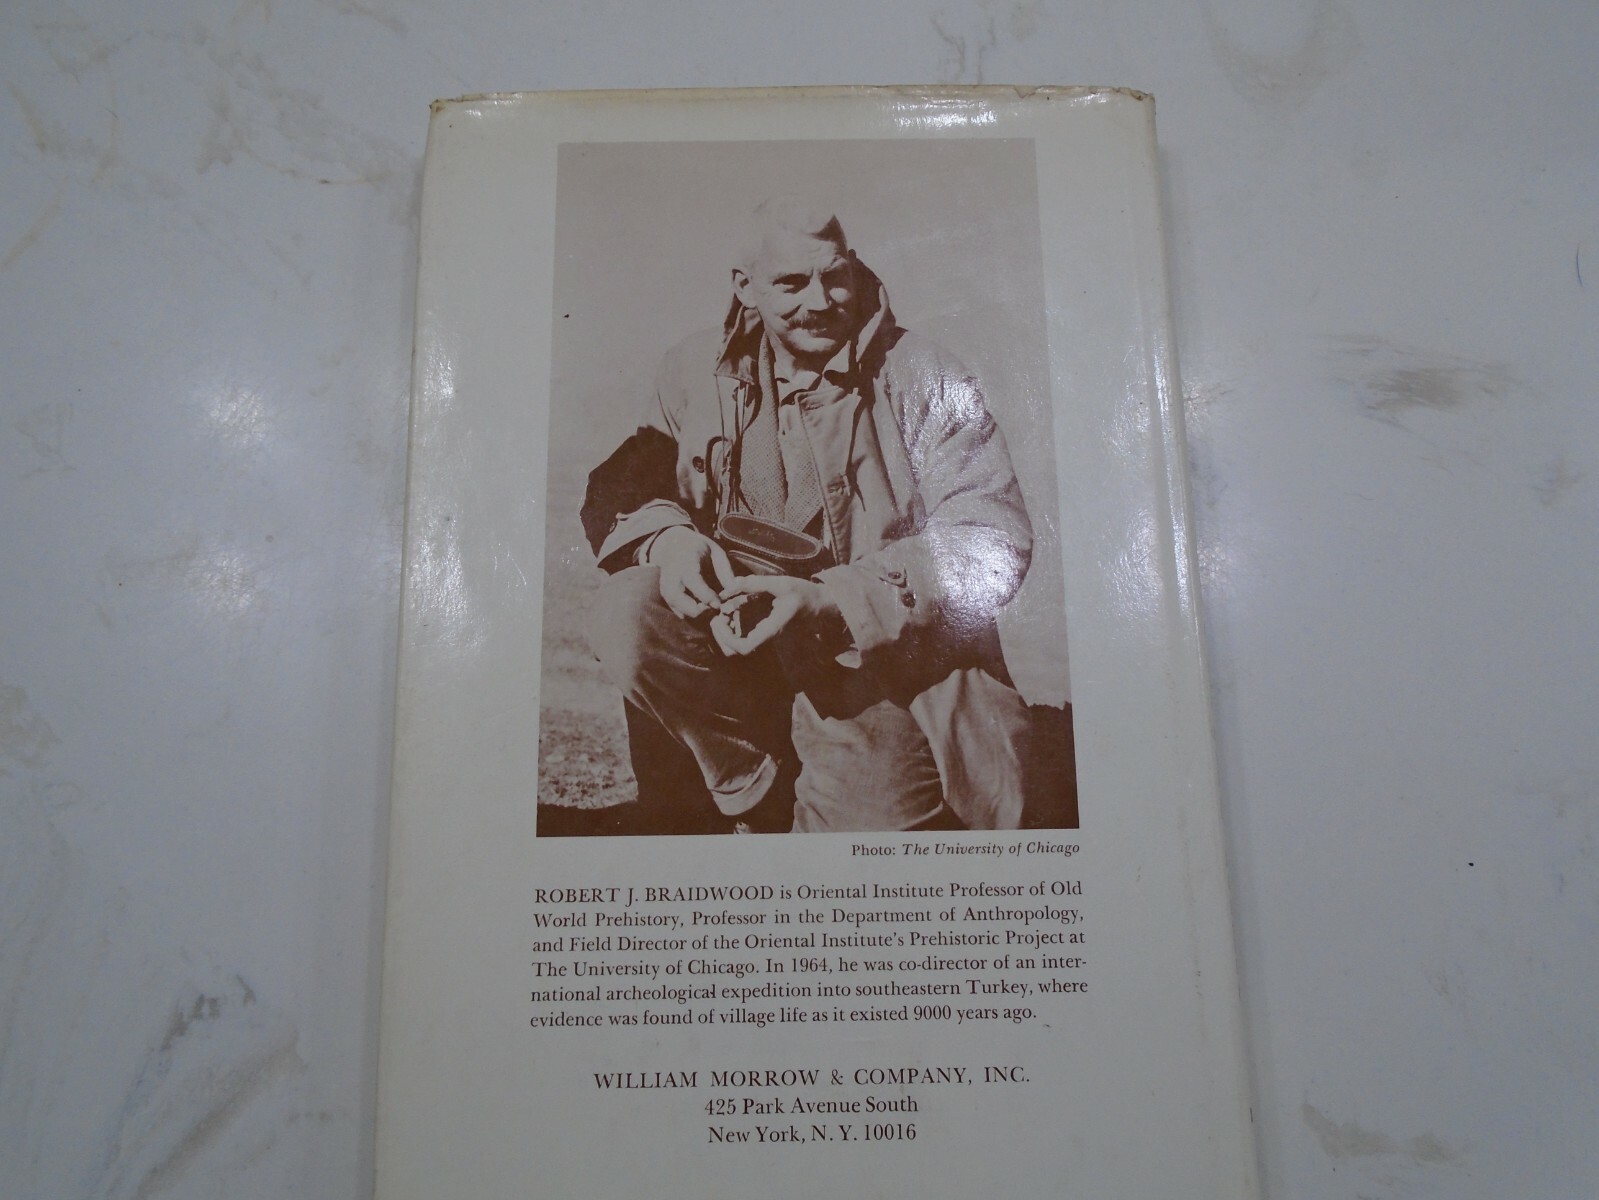 Photo: The University of Chicago
ROBERT J. BRAIDWOOD is Oriental Institute Professor of Old
World Prehistory, Professor in the Department of Anthropology,
and Field Director of the Oriental Institute's Prehistoric Project at
The University of Chicago. In 1964, he was co-director of an inter-
national archeological expedition into southeastern Turkey, where
evidence was found of village life as it existed 9000 years ago.
WILLIAM MORROW & COMPANY, INC.
425 Park Avenue South
New York, N. Y. 10016